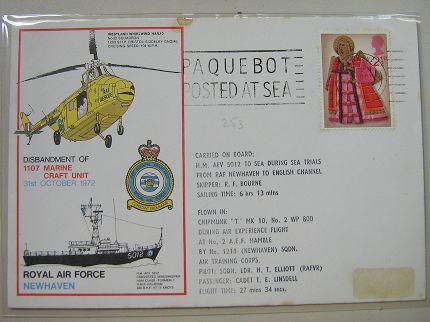 WESTLAND WHIRLWIND HAR.10
PAQUEBOT
POSTED AT SEA
253
RAF
RESCUE
DISBANDMENT OF
1107 MARINE
CRAFT UNIT
31st OCTOBER 1972
5012
ROYAL AIR FORCE
NEWHAVEN
CARRIED ON BOARD:
H.M. AFV 5012 TO SEA DURING SEA TRIALS
FROM RAF NEWHAVEN TO ENGLISH CHANNEL
SKIPPER: R. F. BOURNE
SAILING TIME: 6 hrs 13 mins
FLOWN IN:
CHIPMUNK "T" MK 10, No. 2 WP 800
DURING AIR EXPERIENCE FLIGHT
AT No. 2 A.E.F. HAMBLE
BY No. 1218 (NEWHAVEN) SQDN.
AIR TRAINING CORPS.
PILOT: SQDN. LDR. H. T. ELLIOTT (RAFVR)
PASSENGER: CADET T. E. LINSDELL
FLIGHT TIME: 27 mins 34 secs.